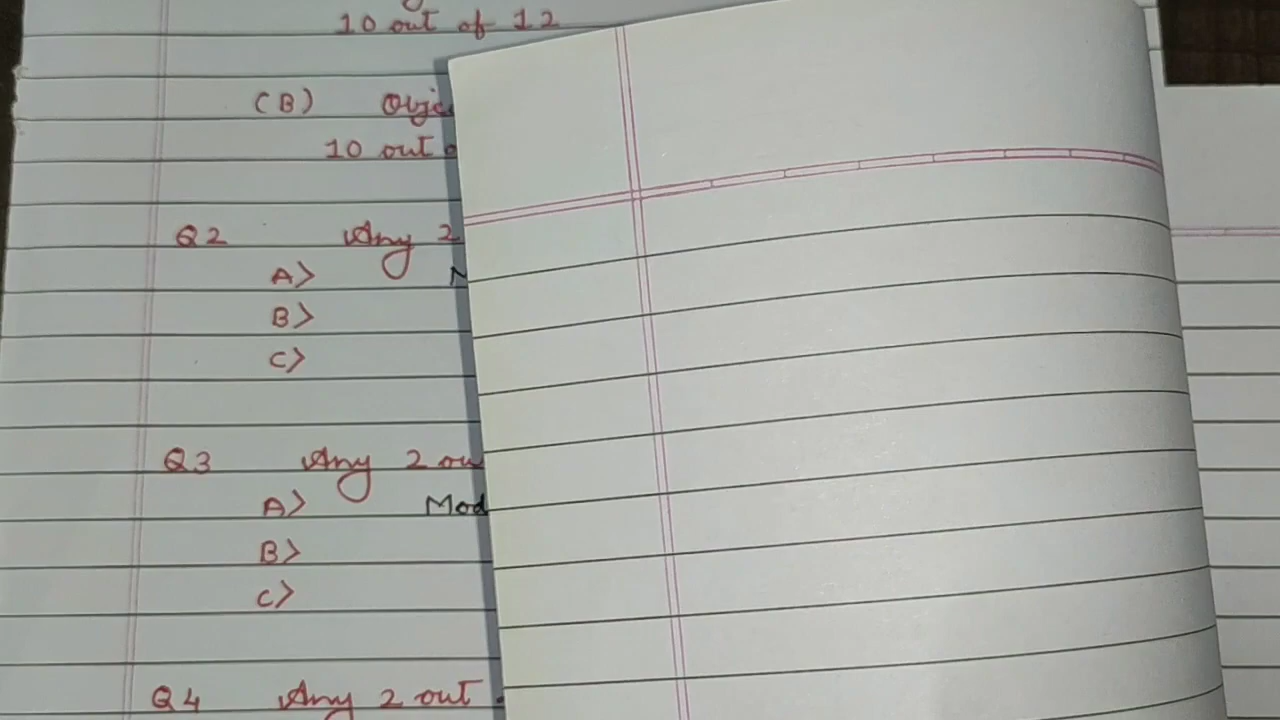 10 out of 12
(B) Obje
10 out
Q2 Any 2
A>
B>
C>
Q3 Any 2 ou
A> Mod
B>
C>
Q4 Any 2 out